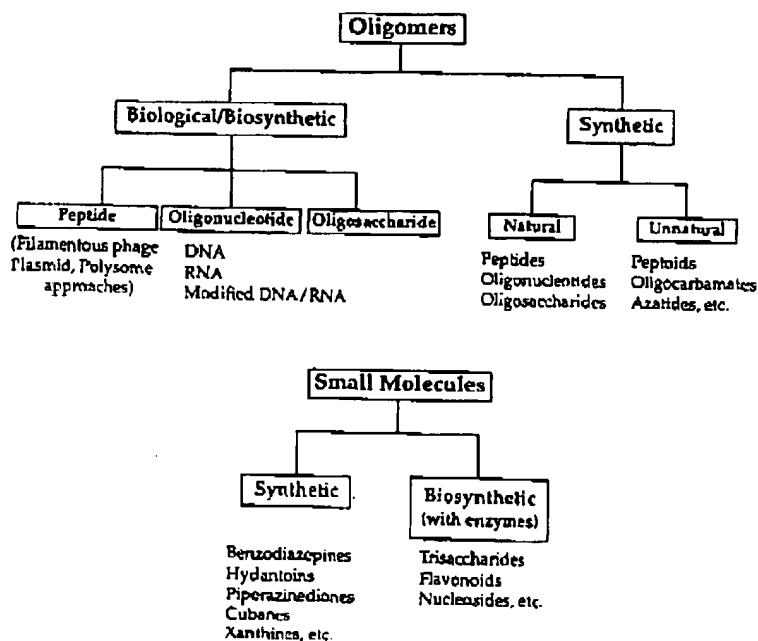 Oligomers
Biological/Biosynthetic
Synthetic
Peptide
Oligonucleotide
Oligosaccharide
Natural
Unnatural
(Filamentous phage
Plasmid, Polysome
approaches)
DNA
RNA
Modified DNA/RNA
Peptides
Oligonucleotides
Oligosaccharides
Peptoids
Oligocarbamates
Azatides, etc.
Small Molecules
Synthetic
Biosynthetic
(with enzymes)
Benzodiazepines
Hydantoins
Piperazinediones
Cubanes
Xanthines, etc.
Trisaccharides
Flavonoids
Nucleosides, etc.